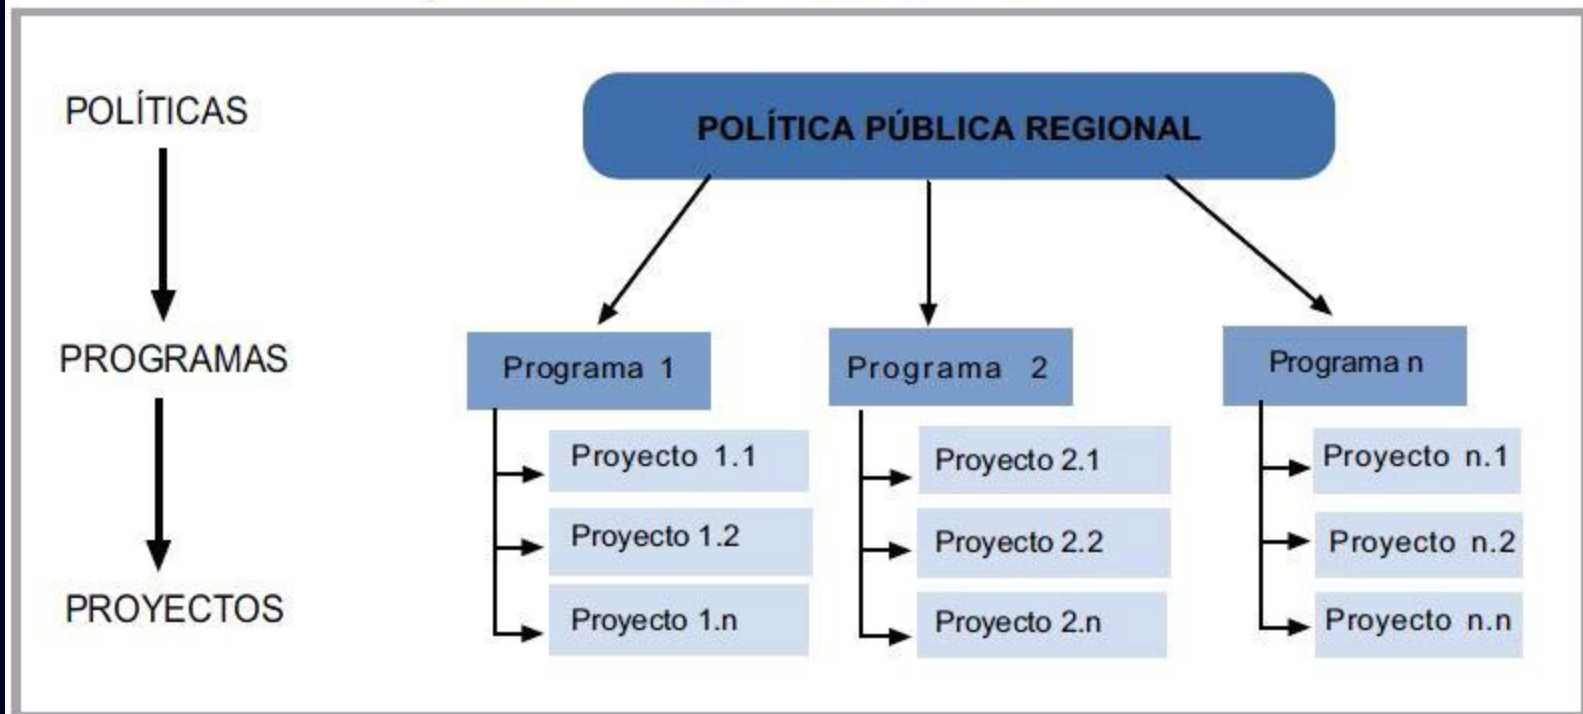 POLÍTICAS
POLÍTICA PÚBLICA REGIONAL
PROGRAMAS
Programa 1
Programa 2
Programa n
Proyecto 1.1
Proyecto 2.1
Proyecto n.1
Proyecto 1.2
Proyecto 2.2
Proyecto n.2
PROYECTOS
Proyecto 1.n
Proyecto 2.n
Proyecto n.n